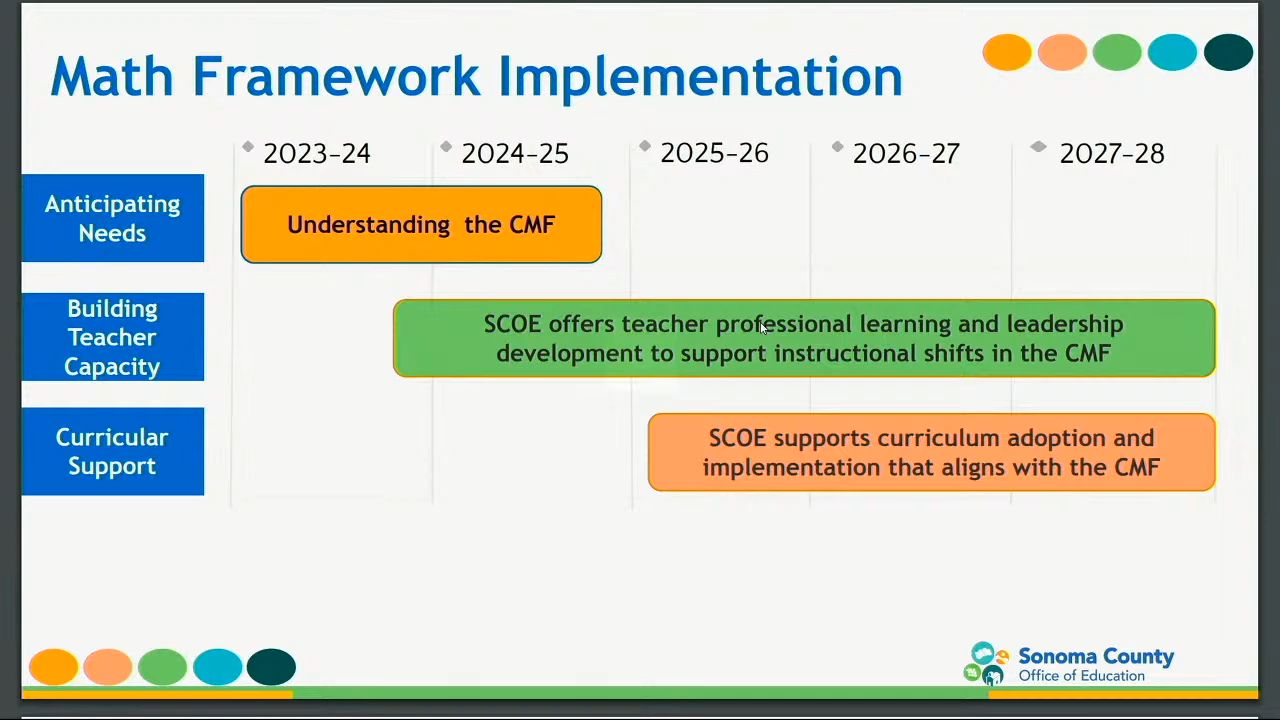 Math Framework Implementation
2023-24
2024-25
2025-26
2026-27
2027-28
Anticipating
Needs
Understanding the CMF
Building
Teacher
Capacity
SCOE offers teacher professional learning and leadership
development to support instructional shifts in the CMF
Curricular
Support
SCOE supports curriculum adoption and
implementation that aligns with the CMF
Sonoma County
Office of Education